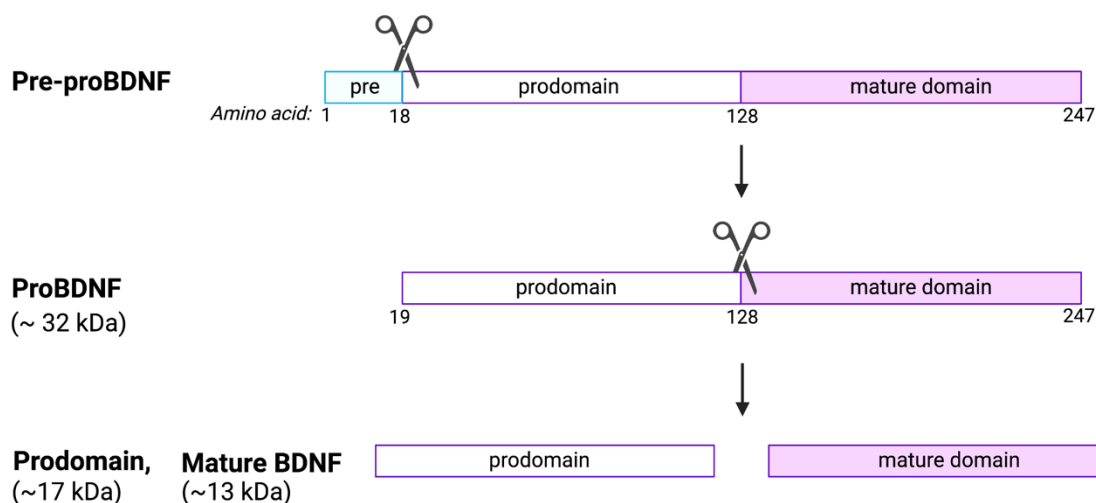 Pre-proBDNF
pre prodomain mature domain
Amino acid: 1 18 128 247
ProBDNF
(~ 32 kDa)
prodomain mature domain
19 128 247
Prodomain, Mature BDNF
(~17 kDa) (~13 kDa)
prodomain mature domain